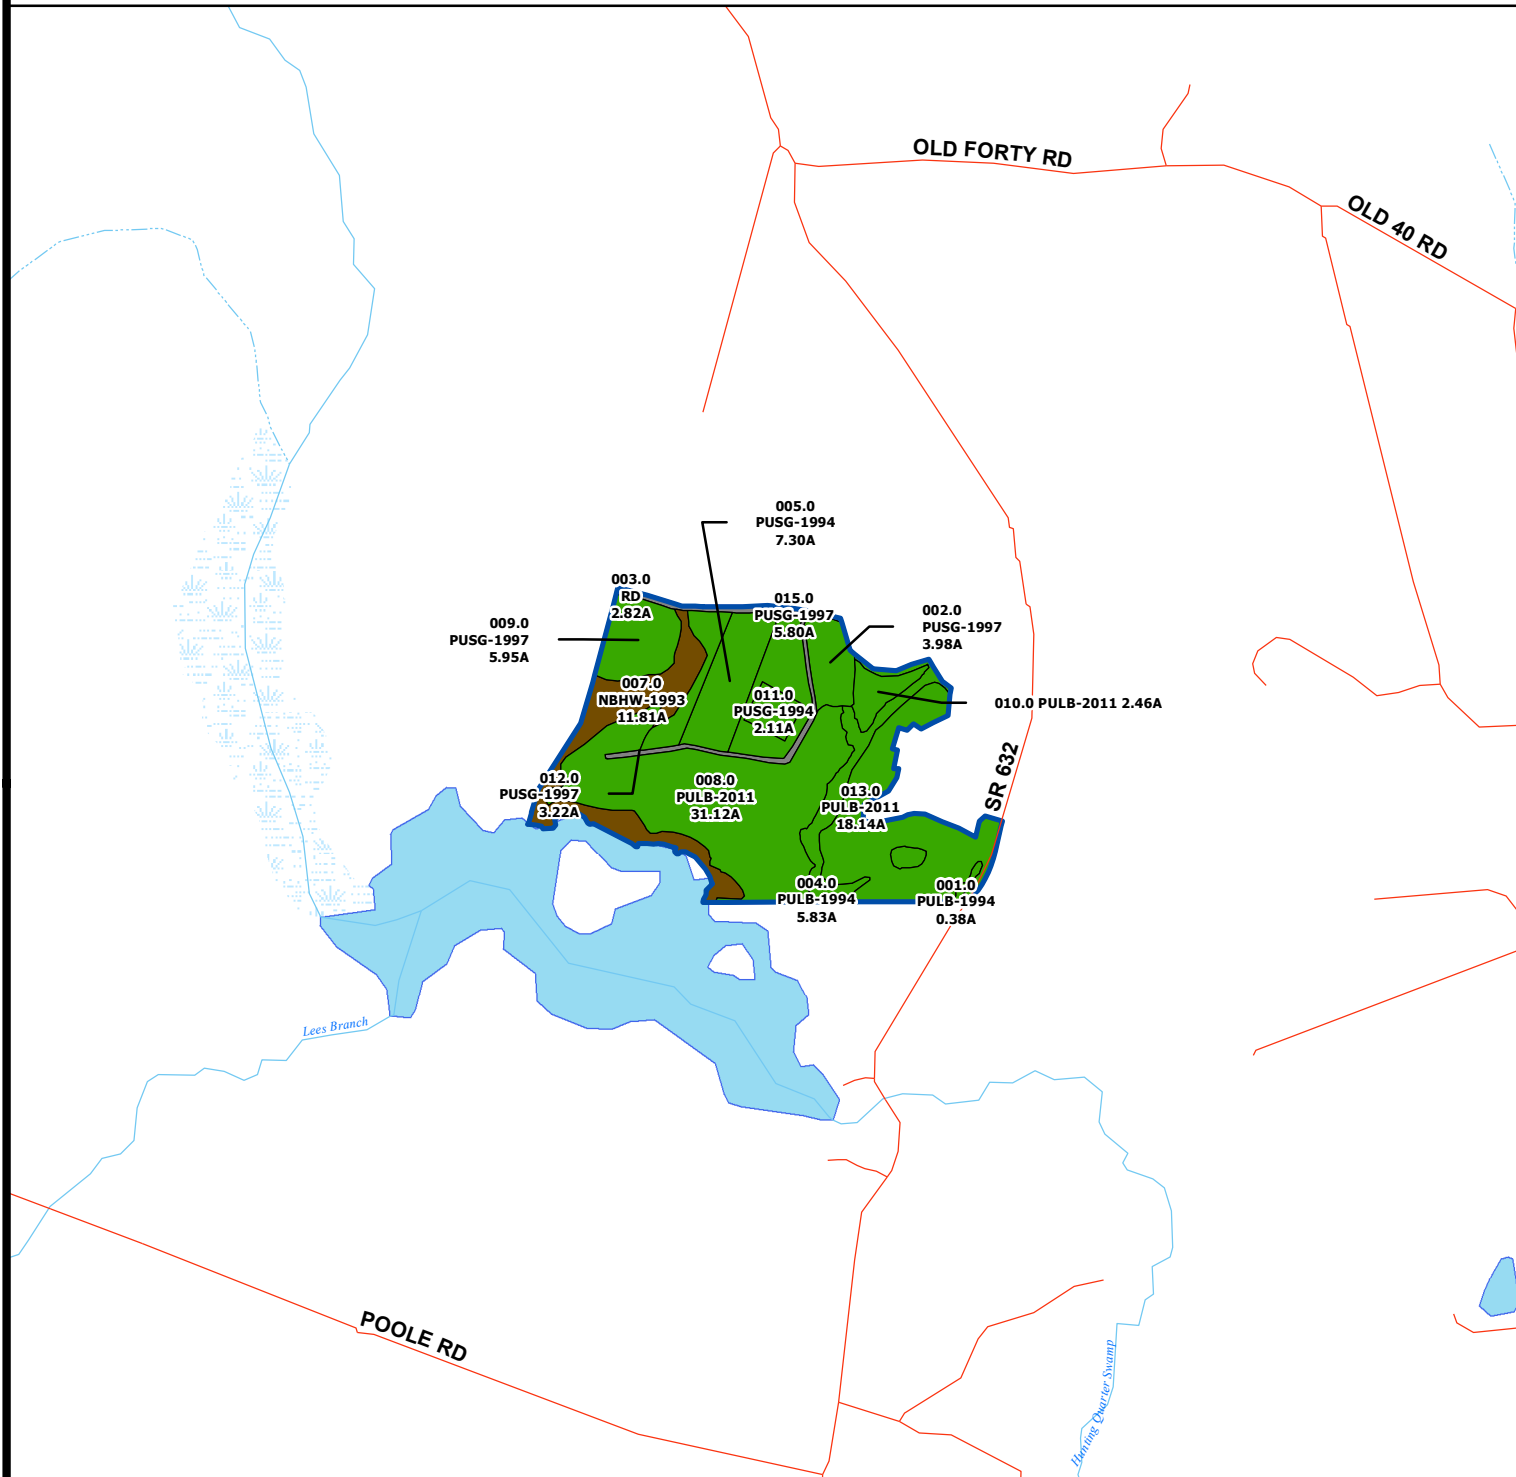 OLD FORTY RD
OLD 40 RD
005.0
PUSG-1994
7.30A
003.0
RD
2.82A
015.0
PUSG-1997
5.80A
002.0
PUSG-1997
3.98A
009.0
PUSG-1997
5.95A
007.0
NBHW-1993
11.81A
011.0
PUSG-1994
2.11A
010.0 PULB-2011 2.46A
SR 632
012.0
PUSG-1997
3.22A
008.0
PULB-2011
31.12A
013.0
PULB-2011
18.14A
004.0
PULB-1994
5.83A
001.0
PULB-1994
0.38A
Lees Branch
POOLE RD
Hunting Quarter Swamp